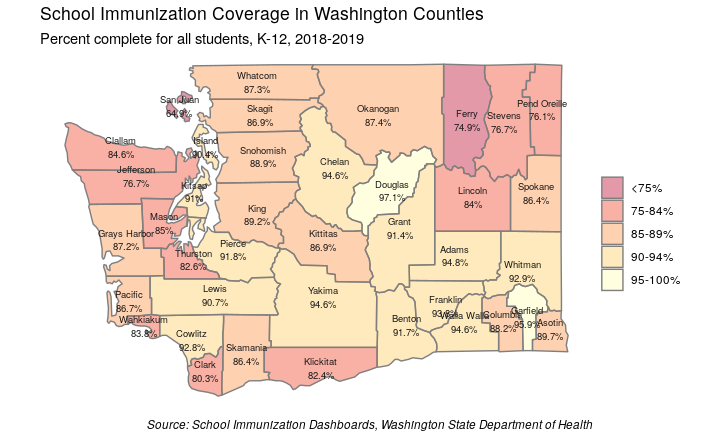 School Immunization Coverage in Washington Counties
Percent complete for all students, K-12, 2018-2019
Whatcom
87.3%
San Juan
64.9%
Skagit
86.9%
Okanogan
87.4%
Ferry
74.9%
Stevens
76.7%
Pend Oreille
76.1%
Clallam
84.6%
Island
90.4%
Snohomish
88.9%
Chelan
94.6%
Jefferson
76.7%
Kitsap
91%
Douglas
97.1%
Lincoln
84%
Spokane
86.4%
Mason
85%
King
89.2%
Grant
91.4%
Grays Harbor
87.2%
Kittitas
86.9%
Pierce
91.8%
Thurston
82.6%
Adams
94.8%
Whitman
92.9%
Lewis
90.7%
Yakima
94.6%
Pacific
86.7%
Franklin
Walla Walla
94.6%
Columbia
88.2%
Garfield
95.9%
Asotin
89.7%
Benton
91.7%
Wahkiakum
83.8%
Cowlitz
92.8%
Skamania
86.4%
Klickitat
82.4%
Clark
80.3%
<75%
75-84%
85-89%
90-94%
95-100%
Source: School Immunization Dashboards, Washington State Department of Health